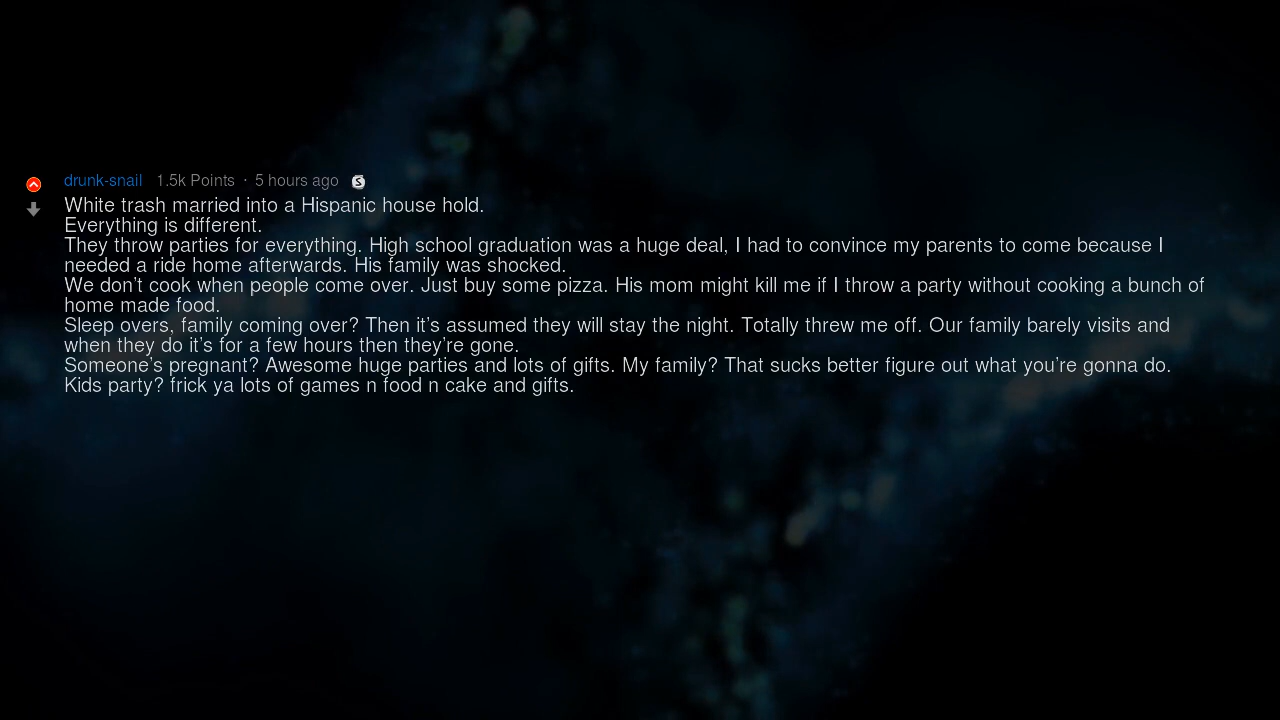 drunk-snail 1.5k Points · 5 hours ago S
White trash married into a Hispanic house hold.
Everything is different.
They throw parties for everything. High school graduation was a huge deal, I had to convince my parents to come because I
needed a ride home afterwards. His family was shocked.
We don't cook when people come over. Just buy some pizza. His mom might kill me if I throw a party without cooking a bunch of
home made food.
Sleep overs, family coming over? Then it's assumed they will stay the night. Totally threw me off. Our family barely visits and
when they do it's for a few hours then they're gone.
Someone's pregnant? Awesome huge parties and lots of gifts. My family? That sucks better figure out what you're gonna do.
Kids party? frick ya lots of games n food n cake and gifts.